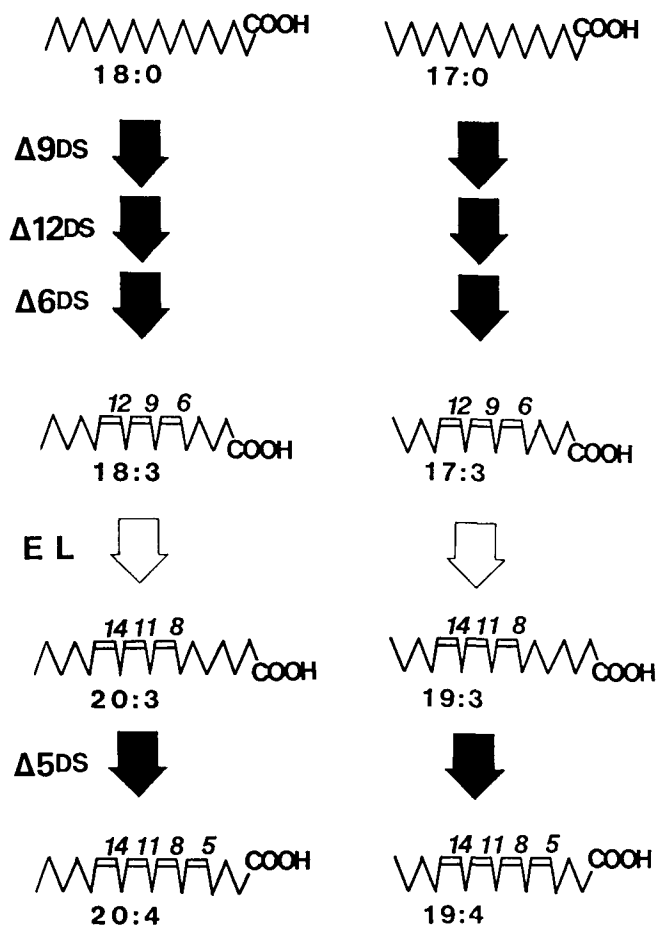 COOH COOH
18:0 17:0
Δ9DS
Δ12DS
Δ6DS
12 9 6 12 9 6
COOH COOH
18:3 17:3
E L
14 11 8 14 11 8
COOH COOH
20:3 19:3
Δ5DS
14 11 8 5 14 11 8 5
COOH COOH
20:4 19:4